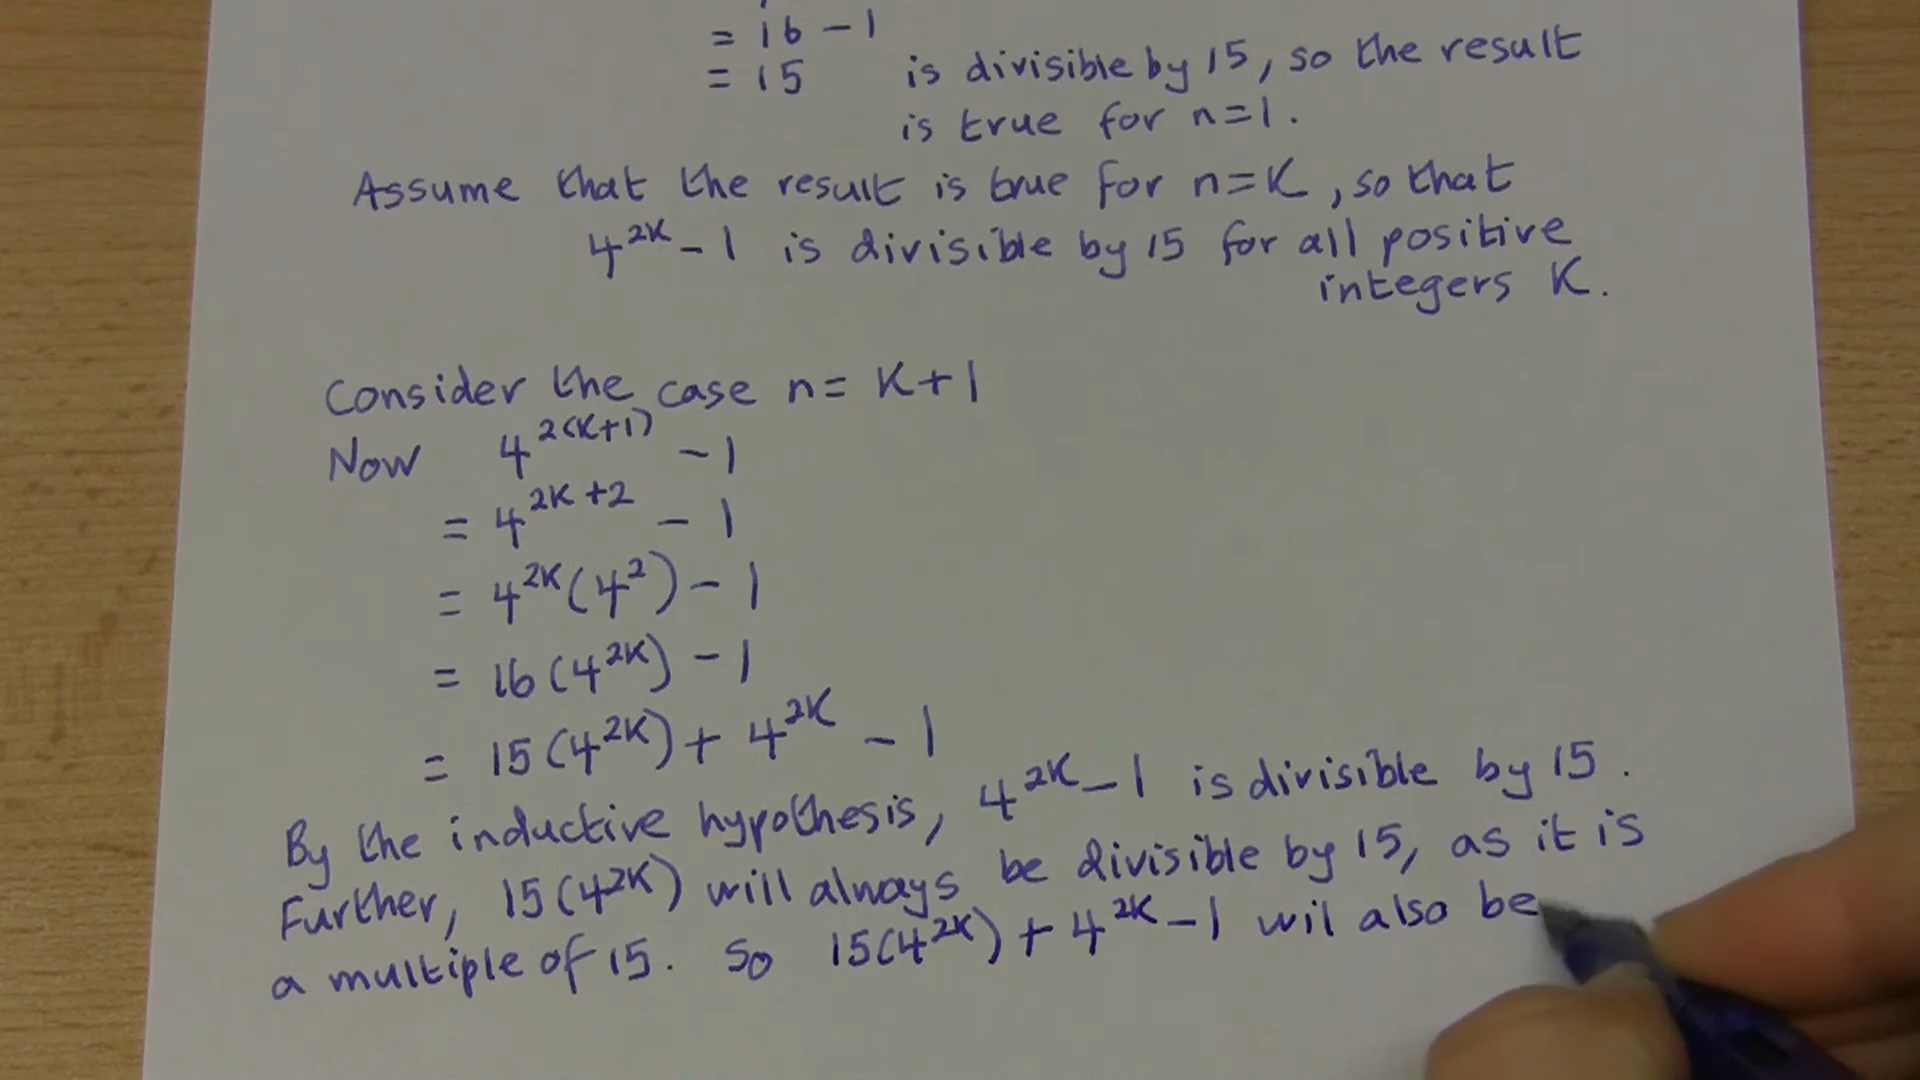 = 16 - 1
= 15 is divisible by 15, so the result
is true for n=1.
Assume that the result is true for n=K, so that
4^2K - 1 is divisible by 15 for all positive
integers K.
Consider the case n= K+1
Now 4^2(K+1) - 1
= 4^2K+2 - 1
= 4^2K (4^2) - 1
= 16 (4^2K) - 1
= 15 (4^2K) + 4^2K - 1
By the inductive hypothesis, 4^2K - 1 is divisible by 15.
Further, 15 (4^2K) will always be divisible by 15, as it is
a multiple of 15. So 15(4^2K) + 4^2K - 1 wil also be